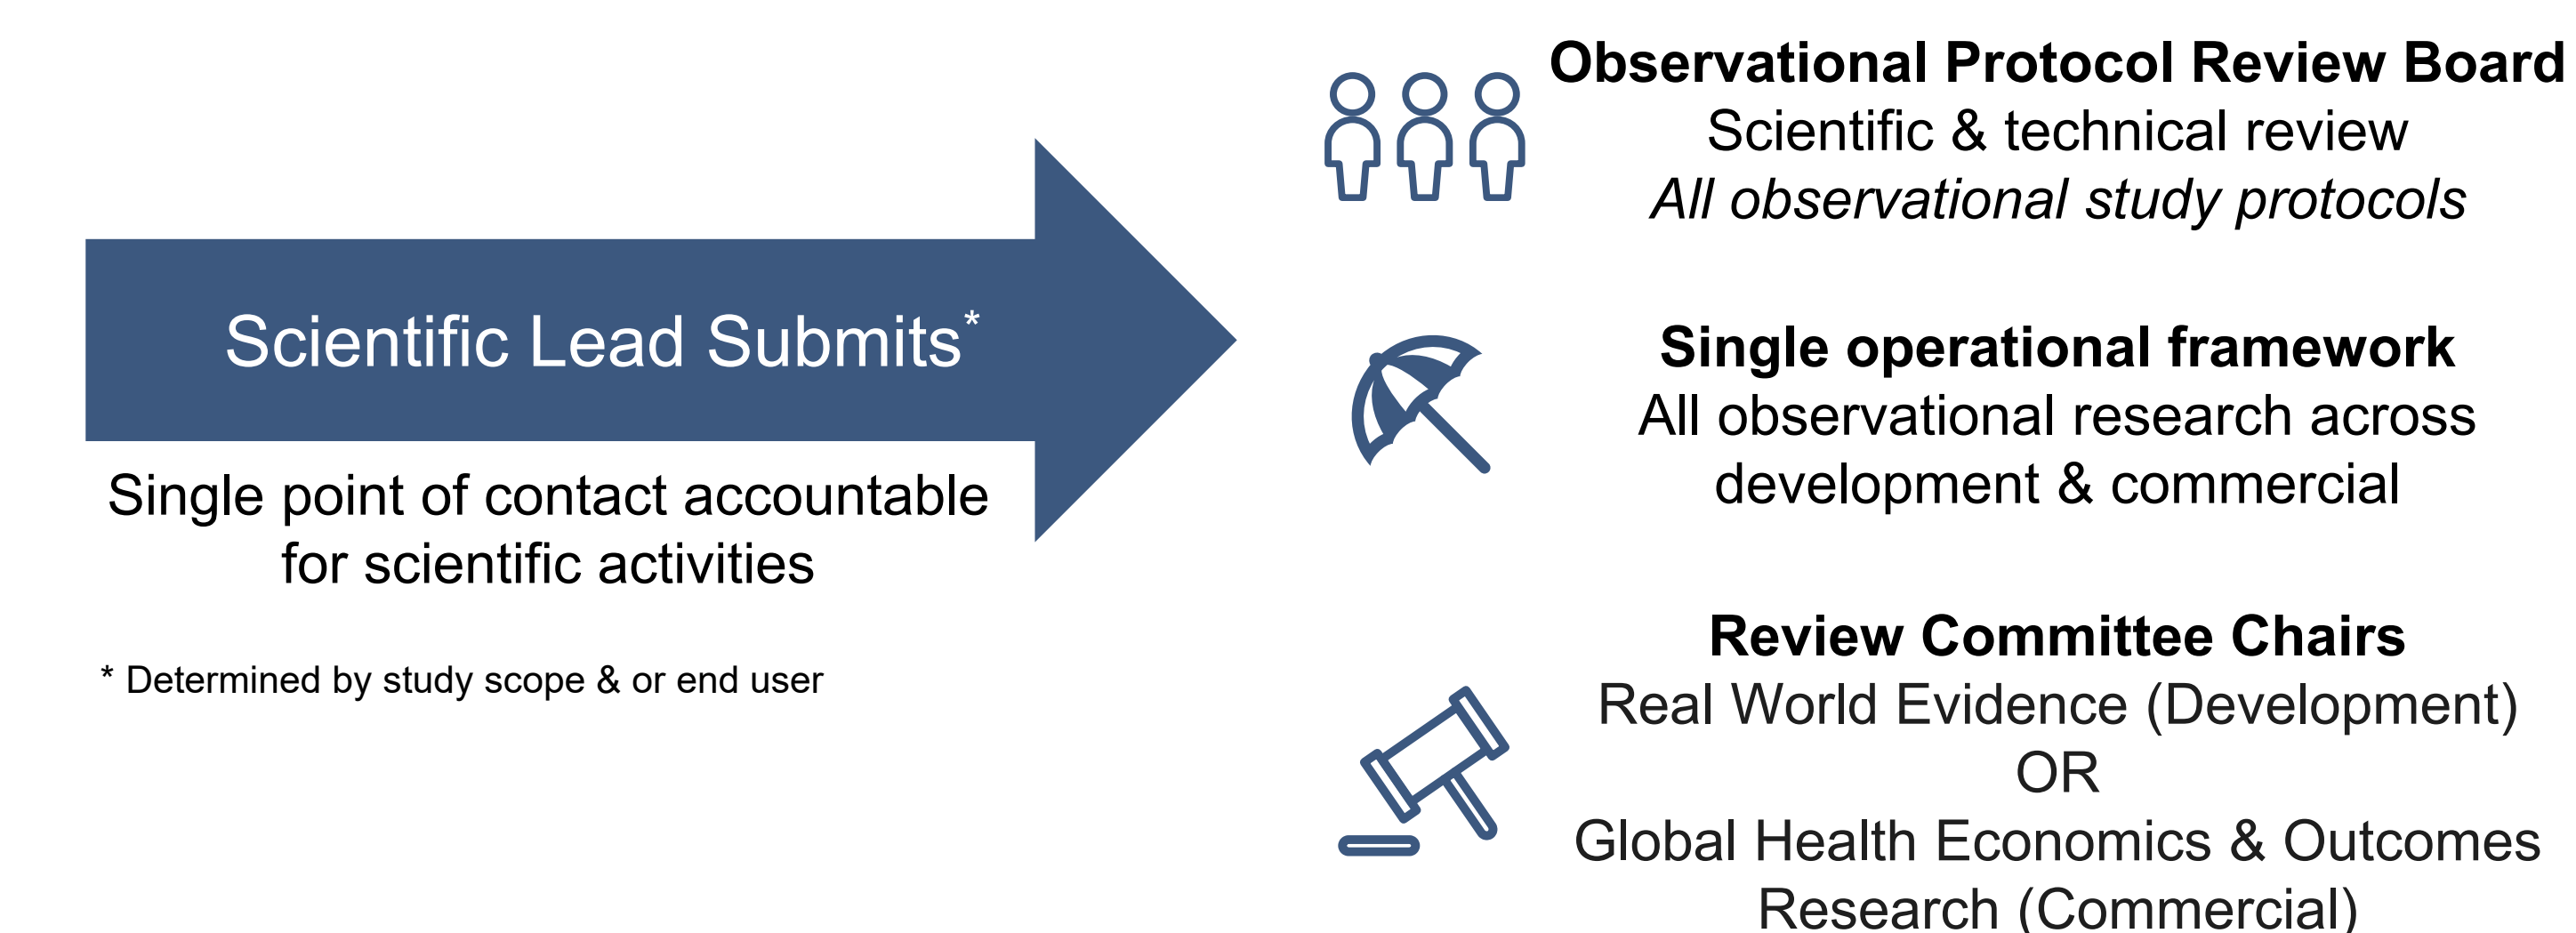 Scientific Lead Submits*
Single point of contact accountable
for scientific activities
* Determined by study scope & or end user
Observational Protocol Review Board
Scientific & technical review
All observational study protocols
Single operational framework
All observational research across
development & commercial
Review Committee Chairs
Real World Evidence (Development)
OR
Global Health Economics & Outcomes
Research (Commercial)